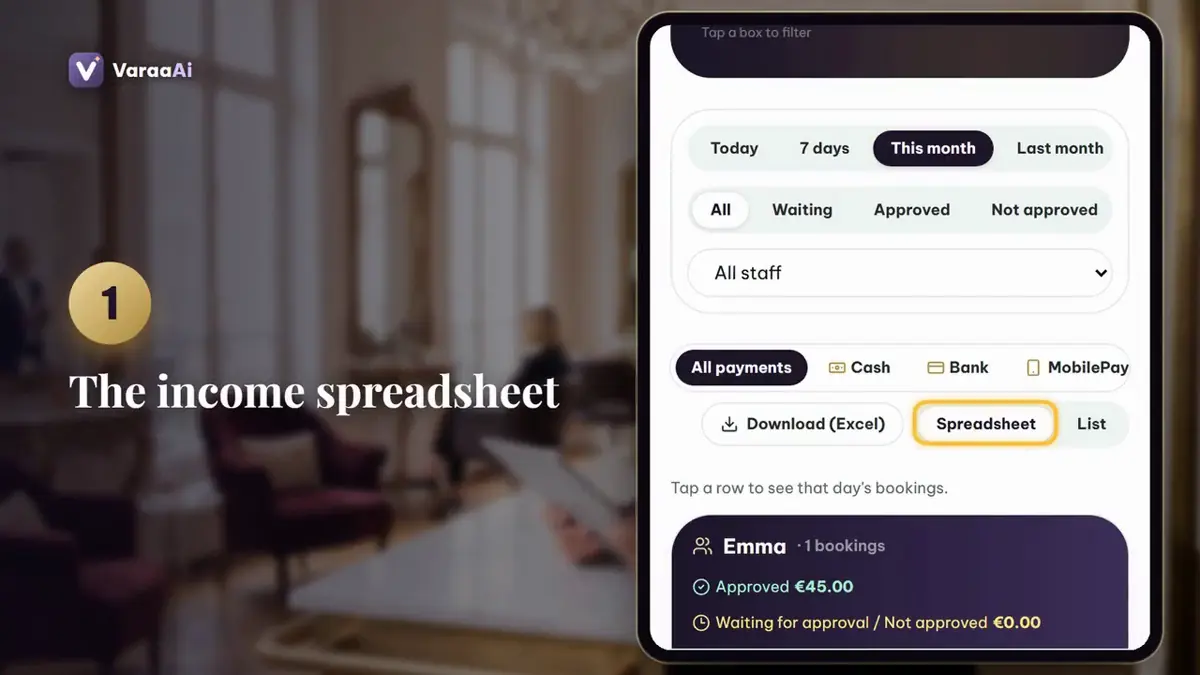 VaraaAi
1
The income spreadsheet
Tap a box to filter
Today 7 days This month Last month
All Waiting Approved Not approved
All staff
All payments Cash Bank MobilePay
Download (Excel) Spreadsheet List
Tap a row to see that day's bookings.
Emma · 1 bookings
Approved €45.00
Waiting for approval / Not approved €0.00